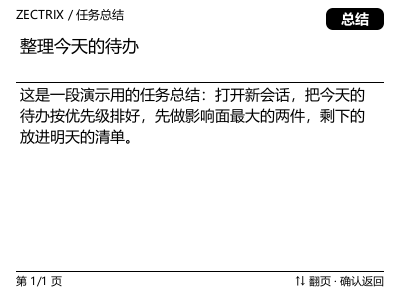 ZECTRIX / 任务总结
总结
整理今天的待办
这是一段演示用的任务总结：打开新会话，把今天的
待办按优先级排好，先做影响面最大的两件，剩下的
放进明天的清单。
第 1/1 页
↑↓ 翻页 · 确认返回